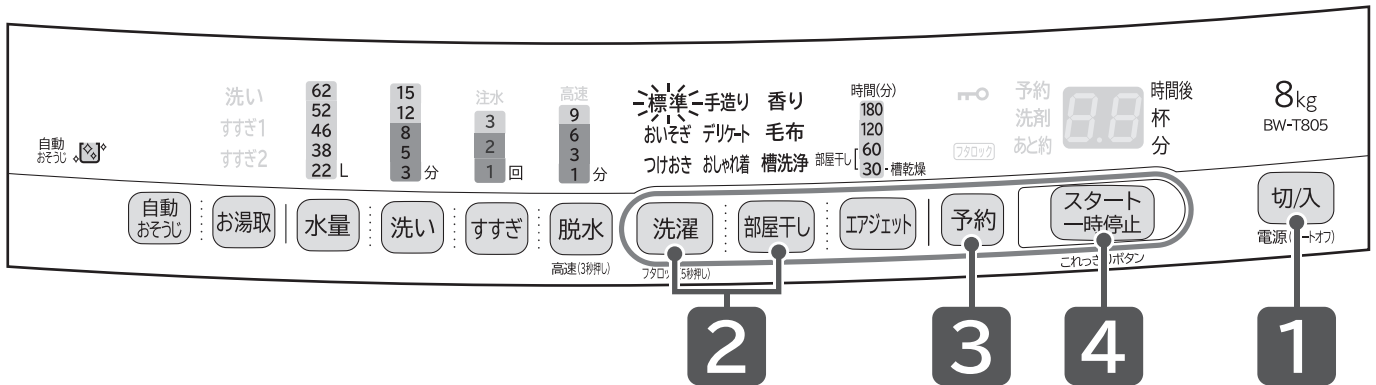 自動
おそうじ
洗い
すすぎ1
すすぎ2
62
52
46
38
22 L
15
12
8
5
3 分
注水
3
2
1 回
高速
9
6
3
1 分
標準 手造り 香り
おいそぎ デリケート 毛布
つけおき おしゃれ着 槽洗浄
時間(分)
180
120
部屋干し 60
30 - 槽乾燥
予約
洗剤
フタロック あと約
8.8
時間後
杯
分
8kg
BW-T805
自動
おそうじ
お湯取
水量
洗い
すすぎ
脱水
高速(3秒押し)
洗濯
部屋干し
エアジェット
予約
スタート
一時停止
切/入
電源( ートオフ)
フタロッ (5秒押し)
これっき りボタン
2
3
4
1